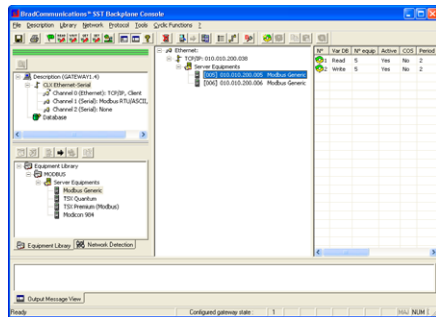 BradCommunications™ SST Backplane Console
File Description Library Network Protocol Tools Cyclic Functions ?
Description (GATEWAY1.4)
CLX Ethernet-Serial
Channel 0 (Ethernet): TCP/IP, Client
Channel 1 (Serial): Modbus RTU/ASCII,
Channel 2 (Serial): None
Database
Equipment Library
MODBUS
Server Equipments
Modbus Generic
TSX Quantum
TSX Premium (Modbus)
Modicon 984
Equipment Library Network Detection
Ethernet:
TCP/IP: 010.010.200.038
Server Equipments
[005] 010.010.200.005 Modbus Generic
[006] 010.010.200.006 Modbus Generic
N° Var DB N° equip Active COS Period
1 Read 5 Yes No 2
2 Write 5 Yes No 2
Output Message View
Ready Configured gateway state 1 NUM